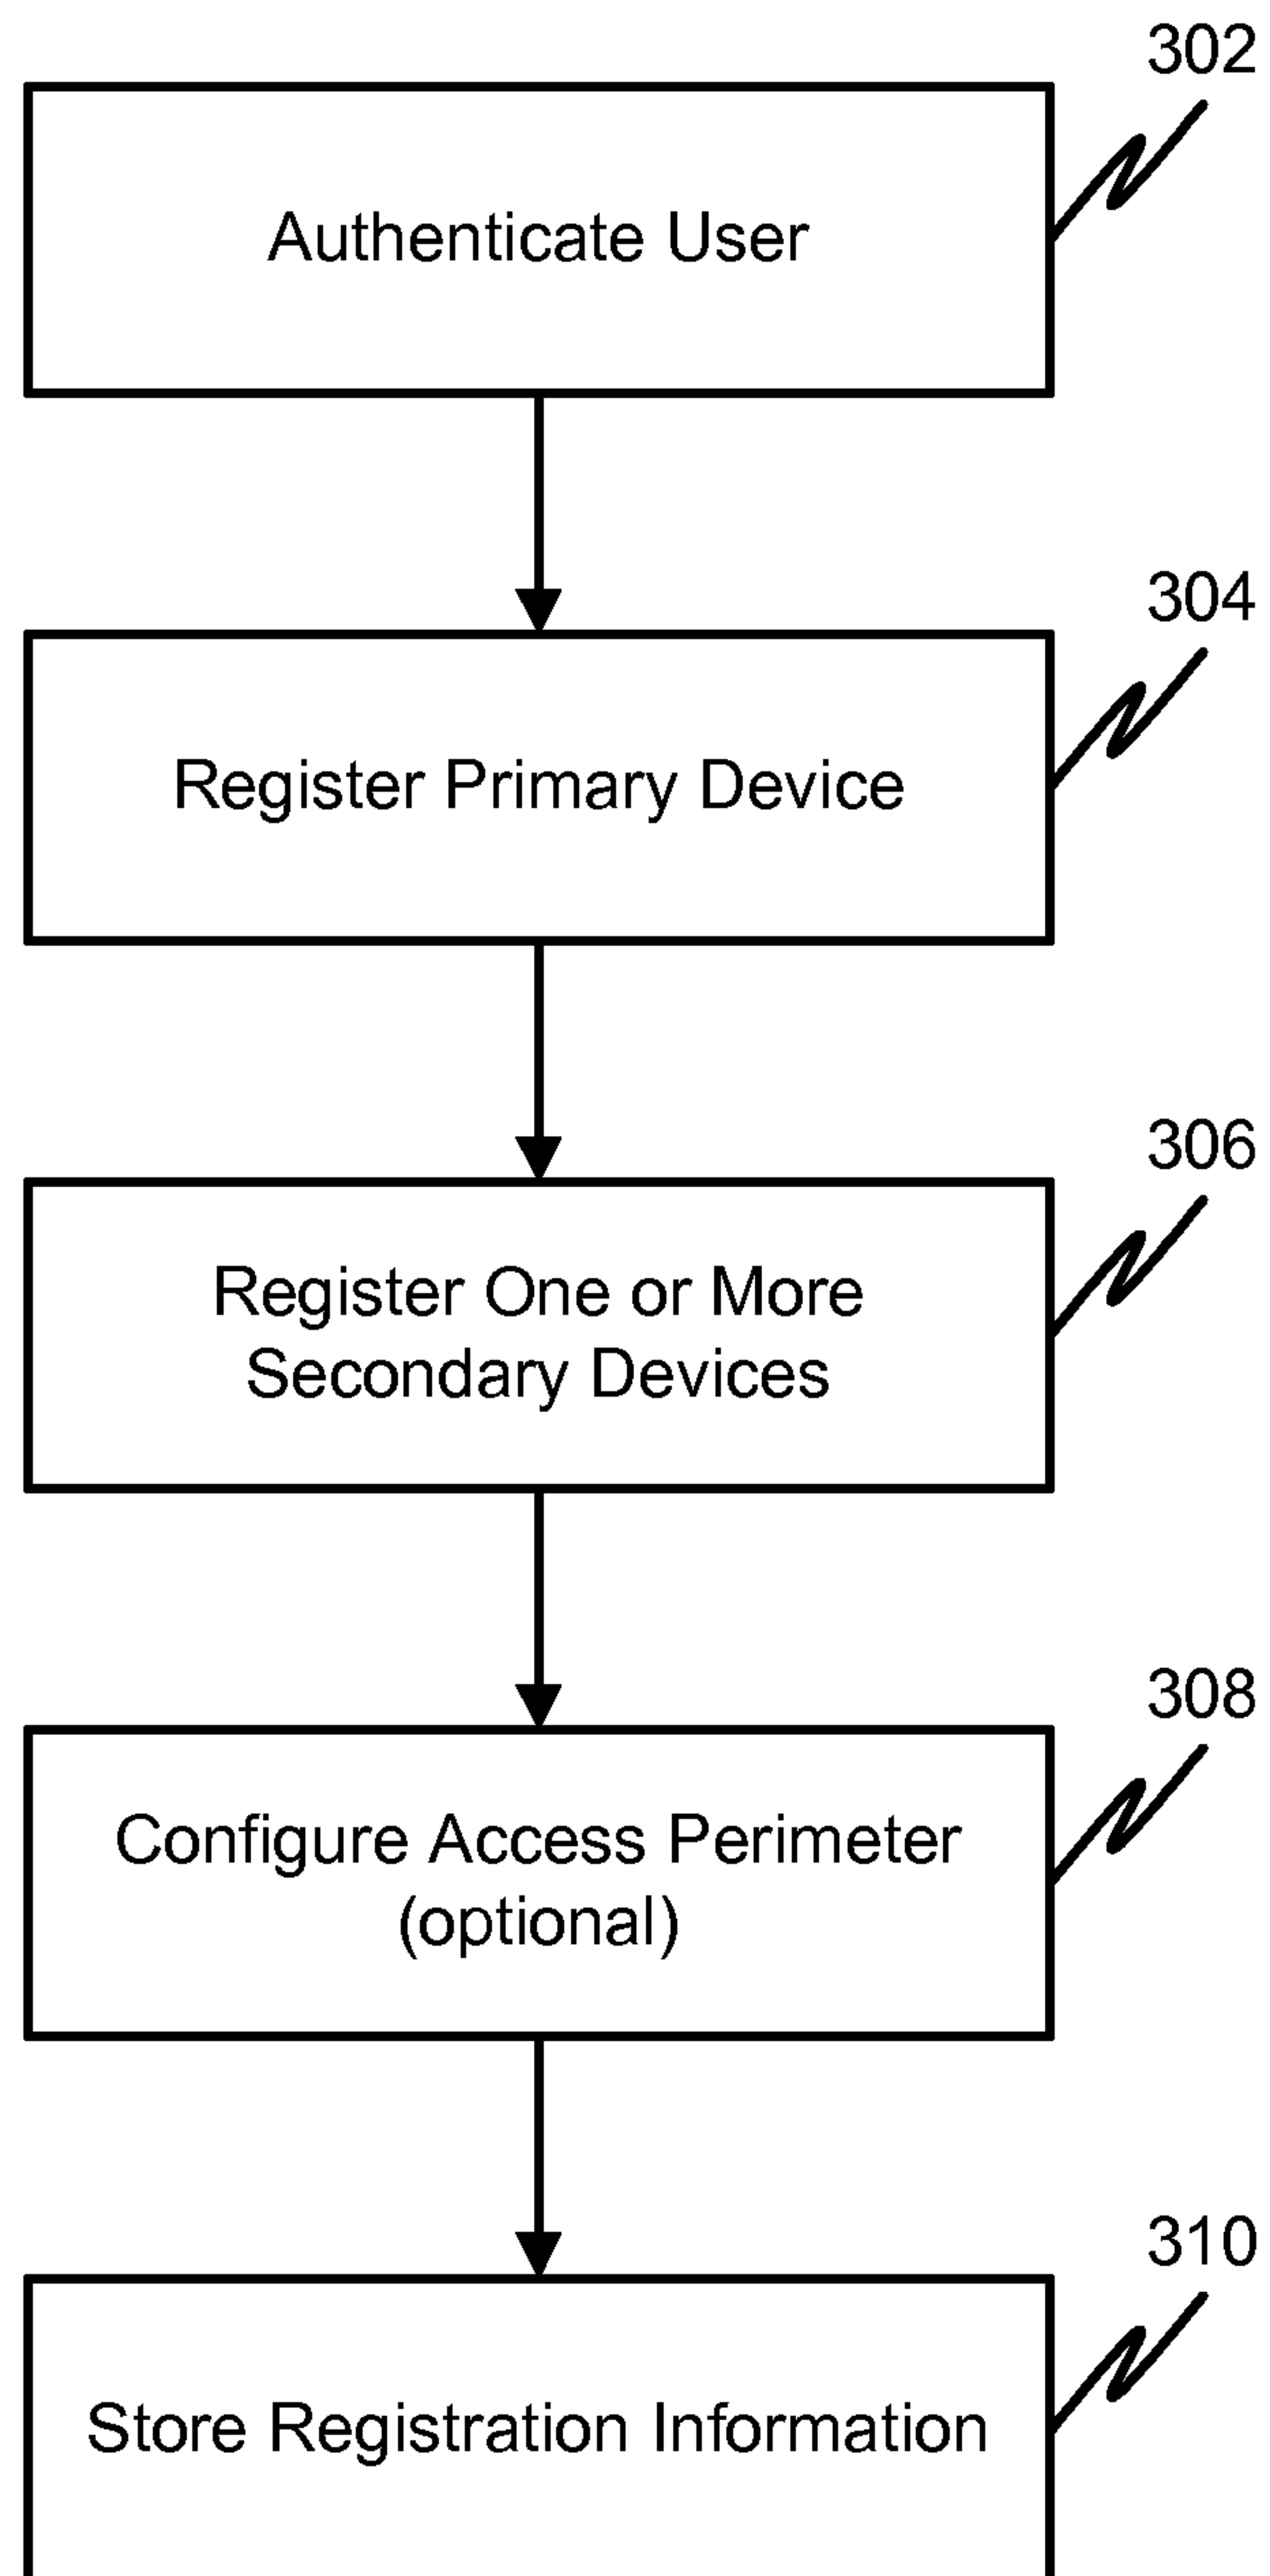 302
Authenticate User
304
Register Primary Device
306
Register One or More
Secondary Devices
308
Configure Access Perimeter
(optional)
310
Store Registration Information